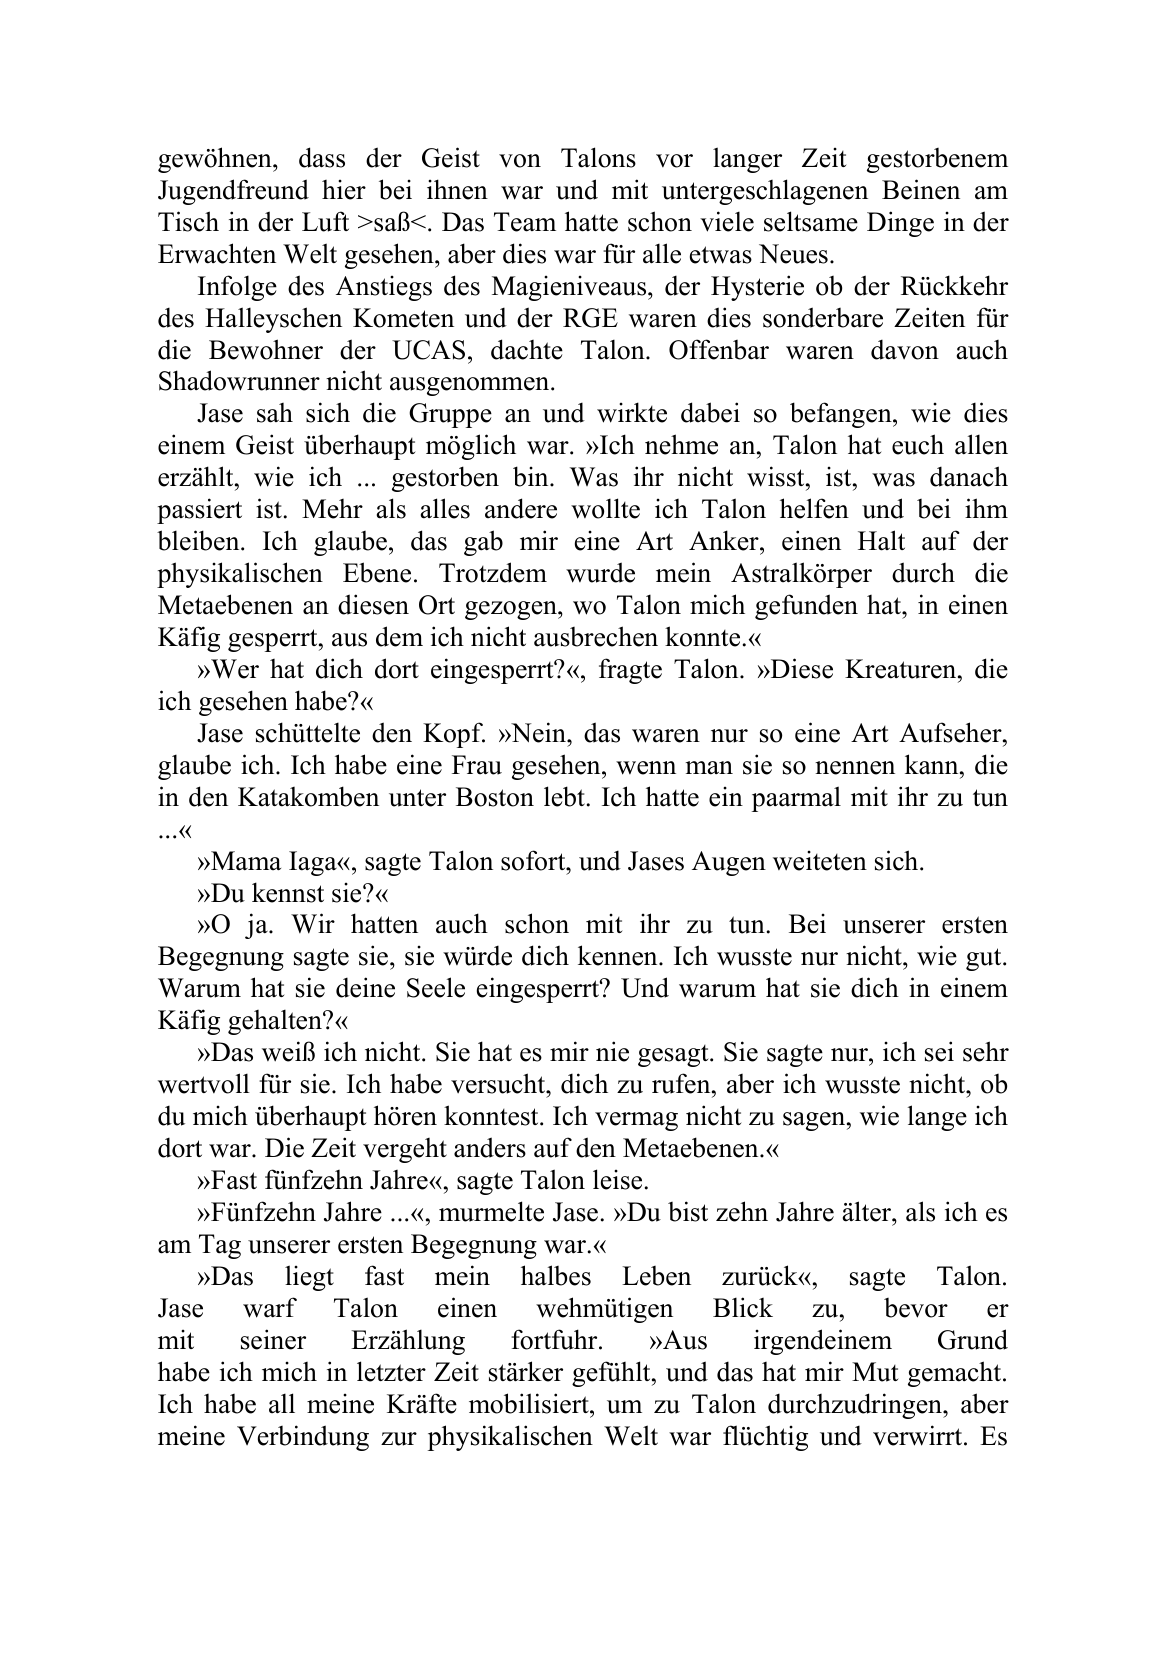 gewöhnen, dass der Geist von Talons vor langer Zeit gestorbenem
Jugendfreund hier bei ihnen war und mit untergeschlagenen Beinen am
Tisch in der Luft >saß<. Das Team hatte schon viele seltsame Dinge in der
Erwachten Welt gesehen, aber dies war für alle etwas Neues.
Infolge des Anstiegs des Magieniveaus, der Hysterie ob der Rückkehr
des Halleyschen Kometen und der RGE waren dies sonderbare Zeiten für
die Bewohner der UCAS, dachte Talon. Offenbar waren davon auch
Shadowrunner nicht ausgenommen.
Jase sah sich die Gruppe an und wirkte dabei so befangen, wie dies
einem Geist überhaupt möglich war. »Ich nehme an, Talon hat euch allen
erzählt, wie ich ... gestorben bin. Was ihr nicht wisst, ist, was danach
passiert ist. Mehr als alles andere wollte ich Talon helfen und bei ihm
bleiben. Ich glaube, das gab mir eine Art Anker, einen Halt auf der
physikalischen Ebene. Trotzdem wurde mein Astralkörper durch die
Metaebenen an diesen Ort gezogen, wo Talon mich gefunden hat, in einen
Käfig gesperrt, aus dem ich nicht ausbrechen konnte.«
»Wer hat dich dort eingesperrt?«, fragte Talon. »Diese Kreaturen, die
ich gesehen habe?«
Jase schüttelte den Kopf. »Nein, das waren nur so eine Art Aufseher,
glaube ich. Ich habe eine Frau gesehen, wenn man sie so nennen kann, die
in den Katakomben unter Boston lebt. Ich hatte ein paarmal mit ihr zu tun
...«
»Mama Iaga«, sagte Talon sofort, und Jases Augen weiteten sich.
»Du kennst sie?«
»O ja. Wir hatten auch schon mit ihr zu tun. Bei unserer ersten
Begegnung sagte sie, sie würde dich kennen. Ich wusste nur nicht, wie gut.
Warum hat sie deine Seele eingesperrt? Und warum hat sie dich in einem
Käfig gehalten?«
»Das weiß ich nicht. Sie hat es mir nie gesagt. Sie sagte nur, ich sei sehr
wertvoll für sie. Ich habe versucht, dich zu rufen, aber ich wusste nicht, ob
du mich überhaupt hören konntest. Ich vermag nicht zu sagen, wie lange ich
dort war. Die Zeit vergeht anders auf den Metaebenen.«
»Fast fünfzehn Jahre«, sagte Talon leise.
»Fünfzehn Jahre ...«, murmelte Jase. »Du bist zehn Jahre älter, als ich es
am Tag unserer ersten Begegnung war.«
»Das liegt fast mein halbes Leben zurück«, sagte Talon.
Jase warf Talon einen wehmütigen Blick zu, bevor er
mit seiner Erzählung fortfuhr. »Aus irgendeinem Grund
habe ich mich in letzter Zeit stärker gefühlt, und das hat mir Mut gemacht.
Ich habe all meine Kräfte mobilisiert, um zu Talon durchzudringen, aber
meine Verbindung zur physikalischen Welt war flüchtig und verwirrt. Es